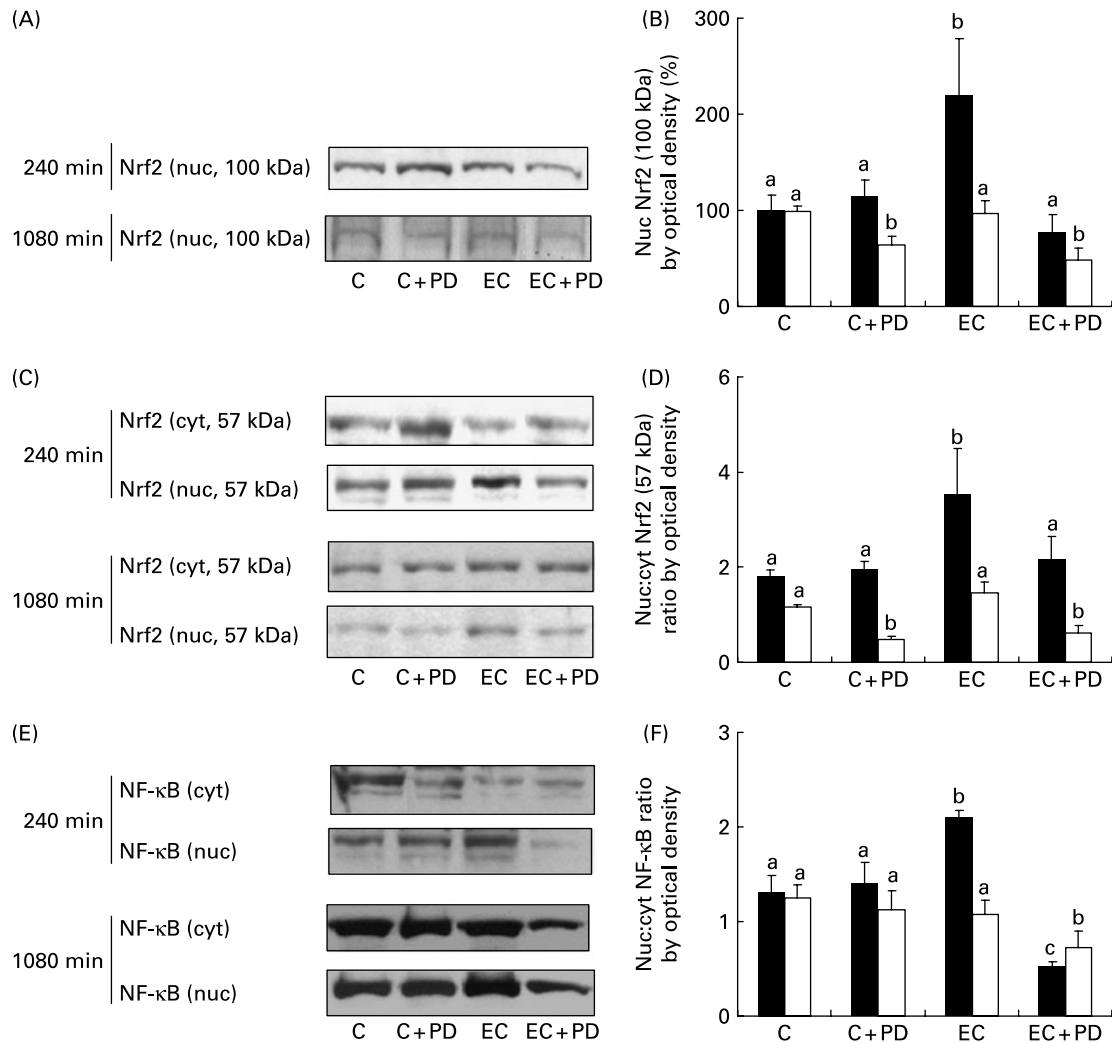 (A)
240 min
Nrf2 (nuc, 100 kDa)
1080 min
Nrf2 (nuc, 100 kDa)
C C+PD EC EC+PD
(B)
Nuc Nrf2 (100 kDa)
by optical density (%)
300
200
100
0
a a a b b a a b
C C+PD EC EC+PD
(C)
240 min
Nrf2 (cyt, 57 kDa)
Nrf2 (nuc, 57 kDa)
1080 min
Nrf2 (cyt, 57 kDa)
Nrf2 (nuc, 57 kDa)
C C+PD EC EC+PD
(D)
Nuc:cyt Nrf2 (57 kDa)
ratio by optical density
6
4
2
0
a a a b b a a b
C C+PD EC EC+PD
(E)
240 min
NF-κB (cyt)
NF-κB (nuc)
1080 min
NF-κB (cyt)
NF-κB (nuc)
C C+PD EC EC+PD
(F)
Nuc:cyt NF-κB ratio
by optical density
3
2
1
0
a a a a b a c b
C C+PD EC EC+PD